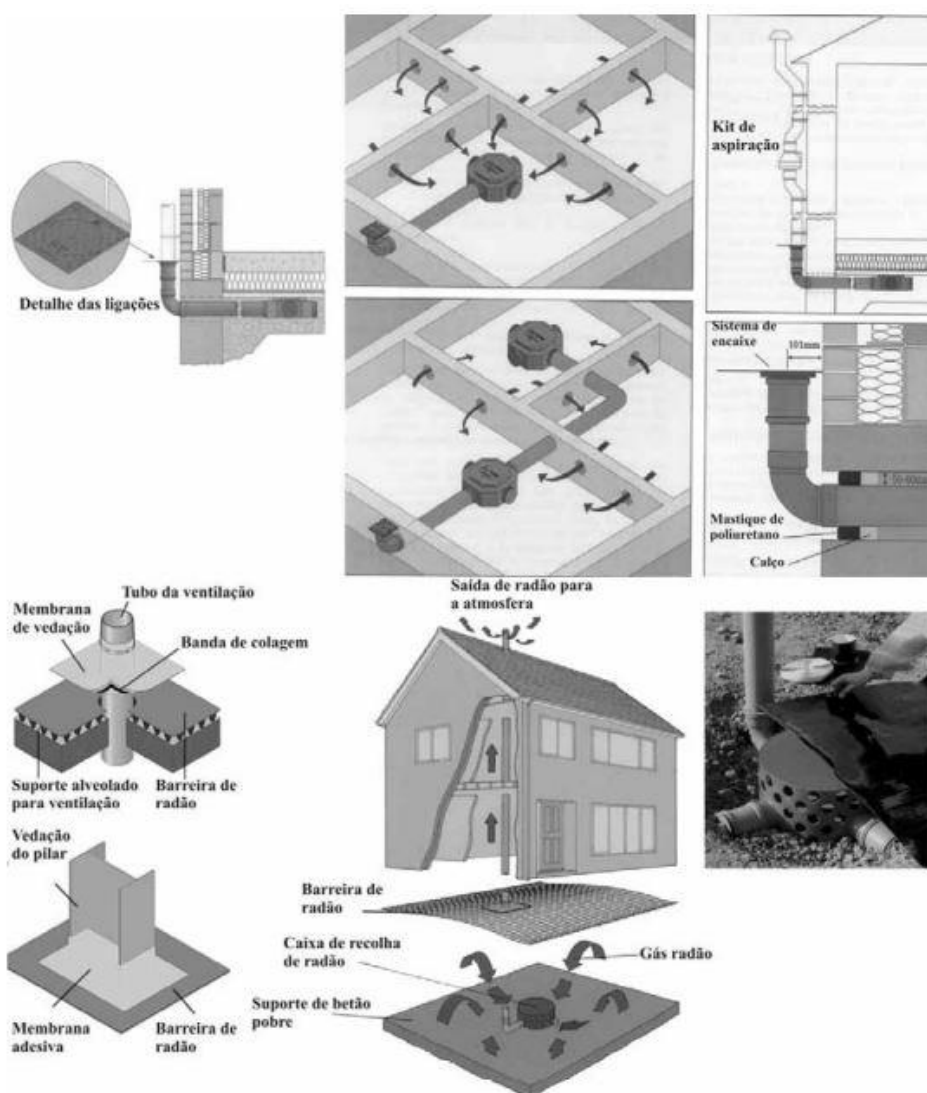 Kit de
aspiração
Detalhe das ligações
Sistema de
encaixe
101mm
Mastique de
poliuretano
Calço
Tubo da ventilação
Membrana
de vedação
Banda de colagem
Suporte alveolado
para ventilação
Barreira de
radão
Saída de radão para
a atmosfera
Vedação
do pilar
Membrana
adesiva
Barreira de
radão
Barreira de
radão
Caixa de recolha
de radão
Gás radão
Suporte de betão
pobre